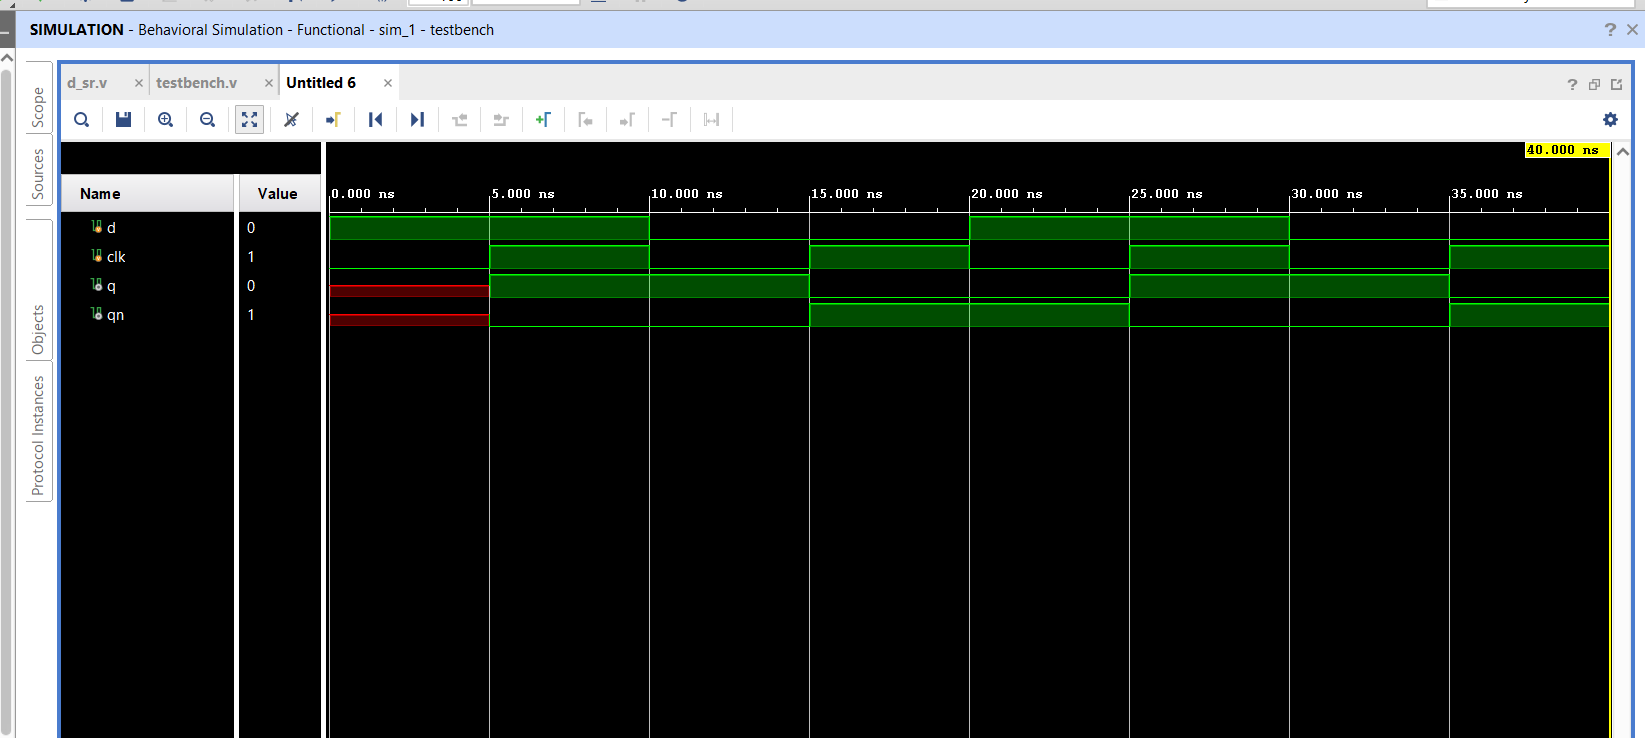 SIMULATION - Behavioral Simulation - Functional - sim_1 - testbench
d_sr.v
testbench.v
Untitled 6
Scope
Sources
Objects
Protocol Instances
40.000 ns
Name
Value
0.000 ns
5.000 ns
10.000 ns
15.000 ns
20.000 ns
25.000 ns
30.000 ns
35.000 ns
d
0
clk
1
q
0
qn
1